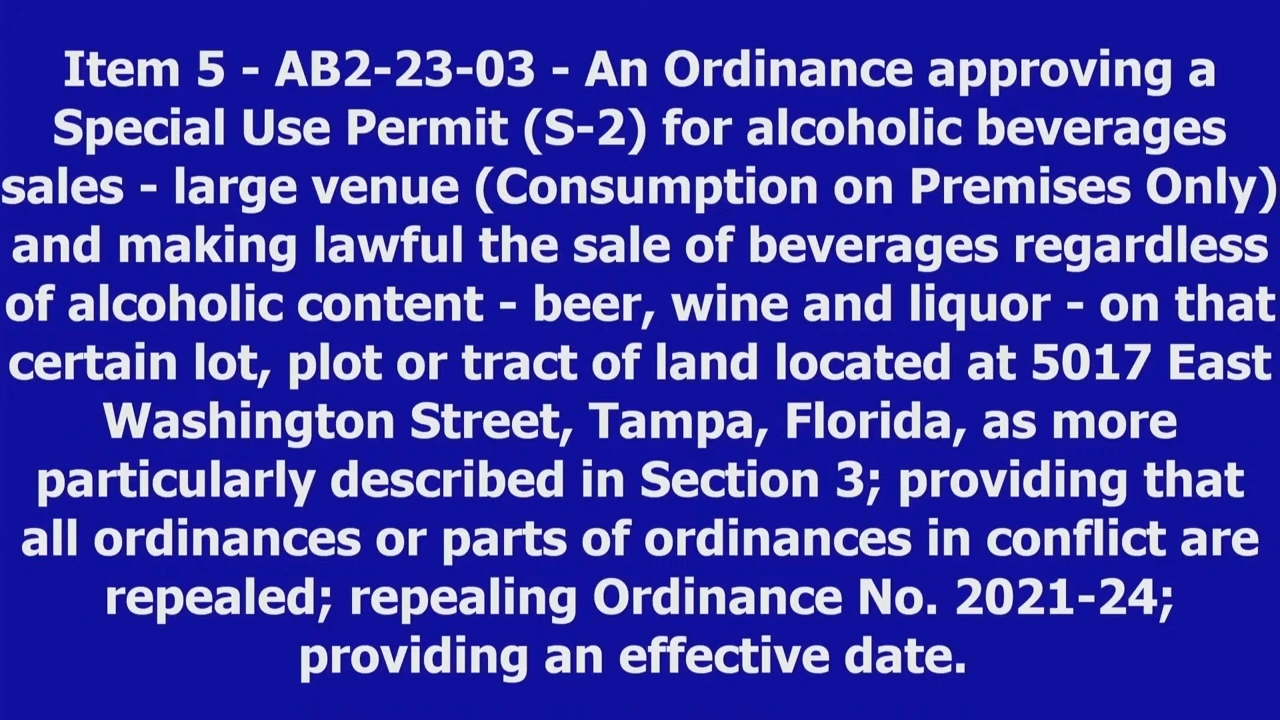 Item 5 - AB2-23-03 - An Ordinance approving a
Special Use Permit (S-2) for alcoholic beverages
sales - large venue (Consumption on Premises Only)
and making lawful the sale of beverages regardless
of alcoholic content - beer, wine and liquor - on that
certain lot, plot or tract of land located at 5017 East
Washington Street, Tampa, Florida, as more
particularly described in Section 3; providing that
all ordinances or parts of ordinances in conflict are
repealed; repealing Ordinance No. 2021-24;
providing an effective date.